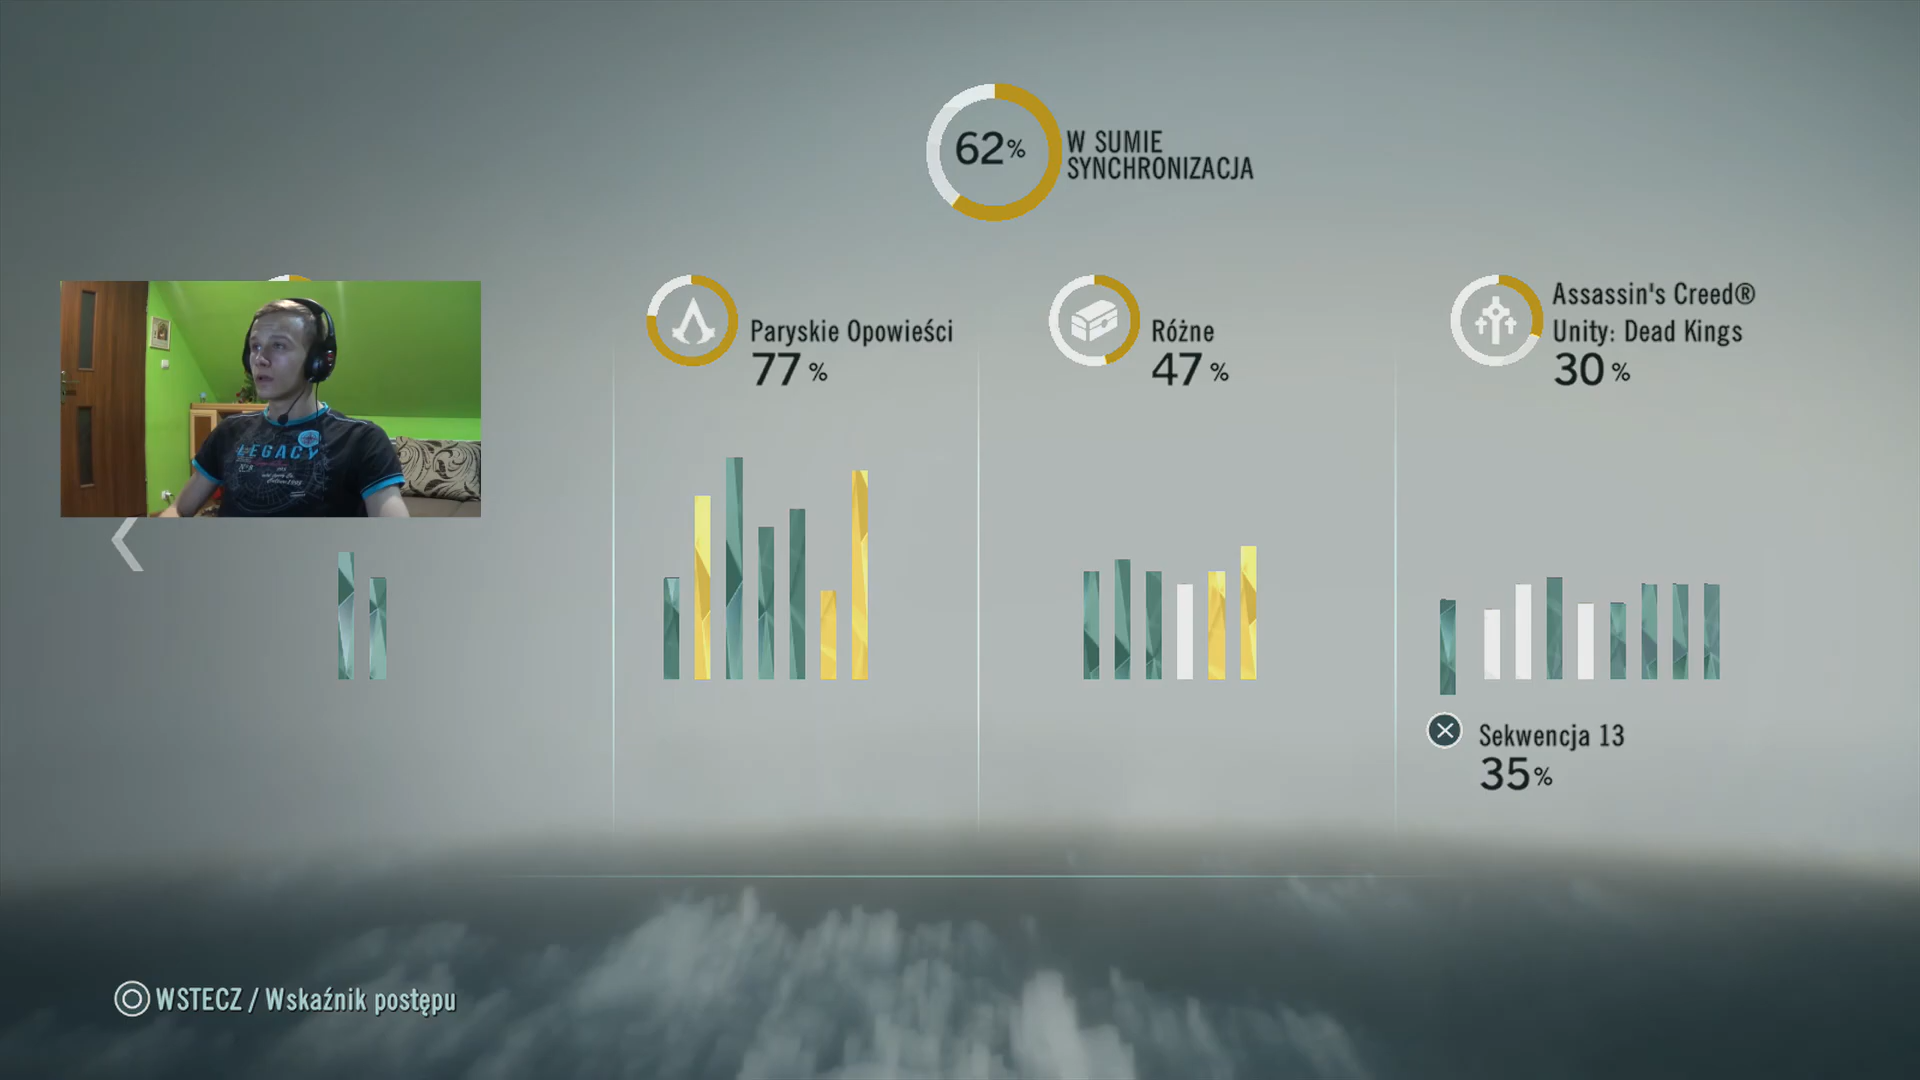 62%
W SUMIE
SYNCHRONIZACJA
Paryskie Opowieści
77 %
Różne
47 %
Assassin's Creed®
Unity: Dead Kings
30 %
LEGACY
Sekwencja 13
35%
WSTECZ / Wskaźnik postępu